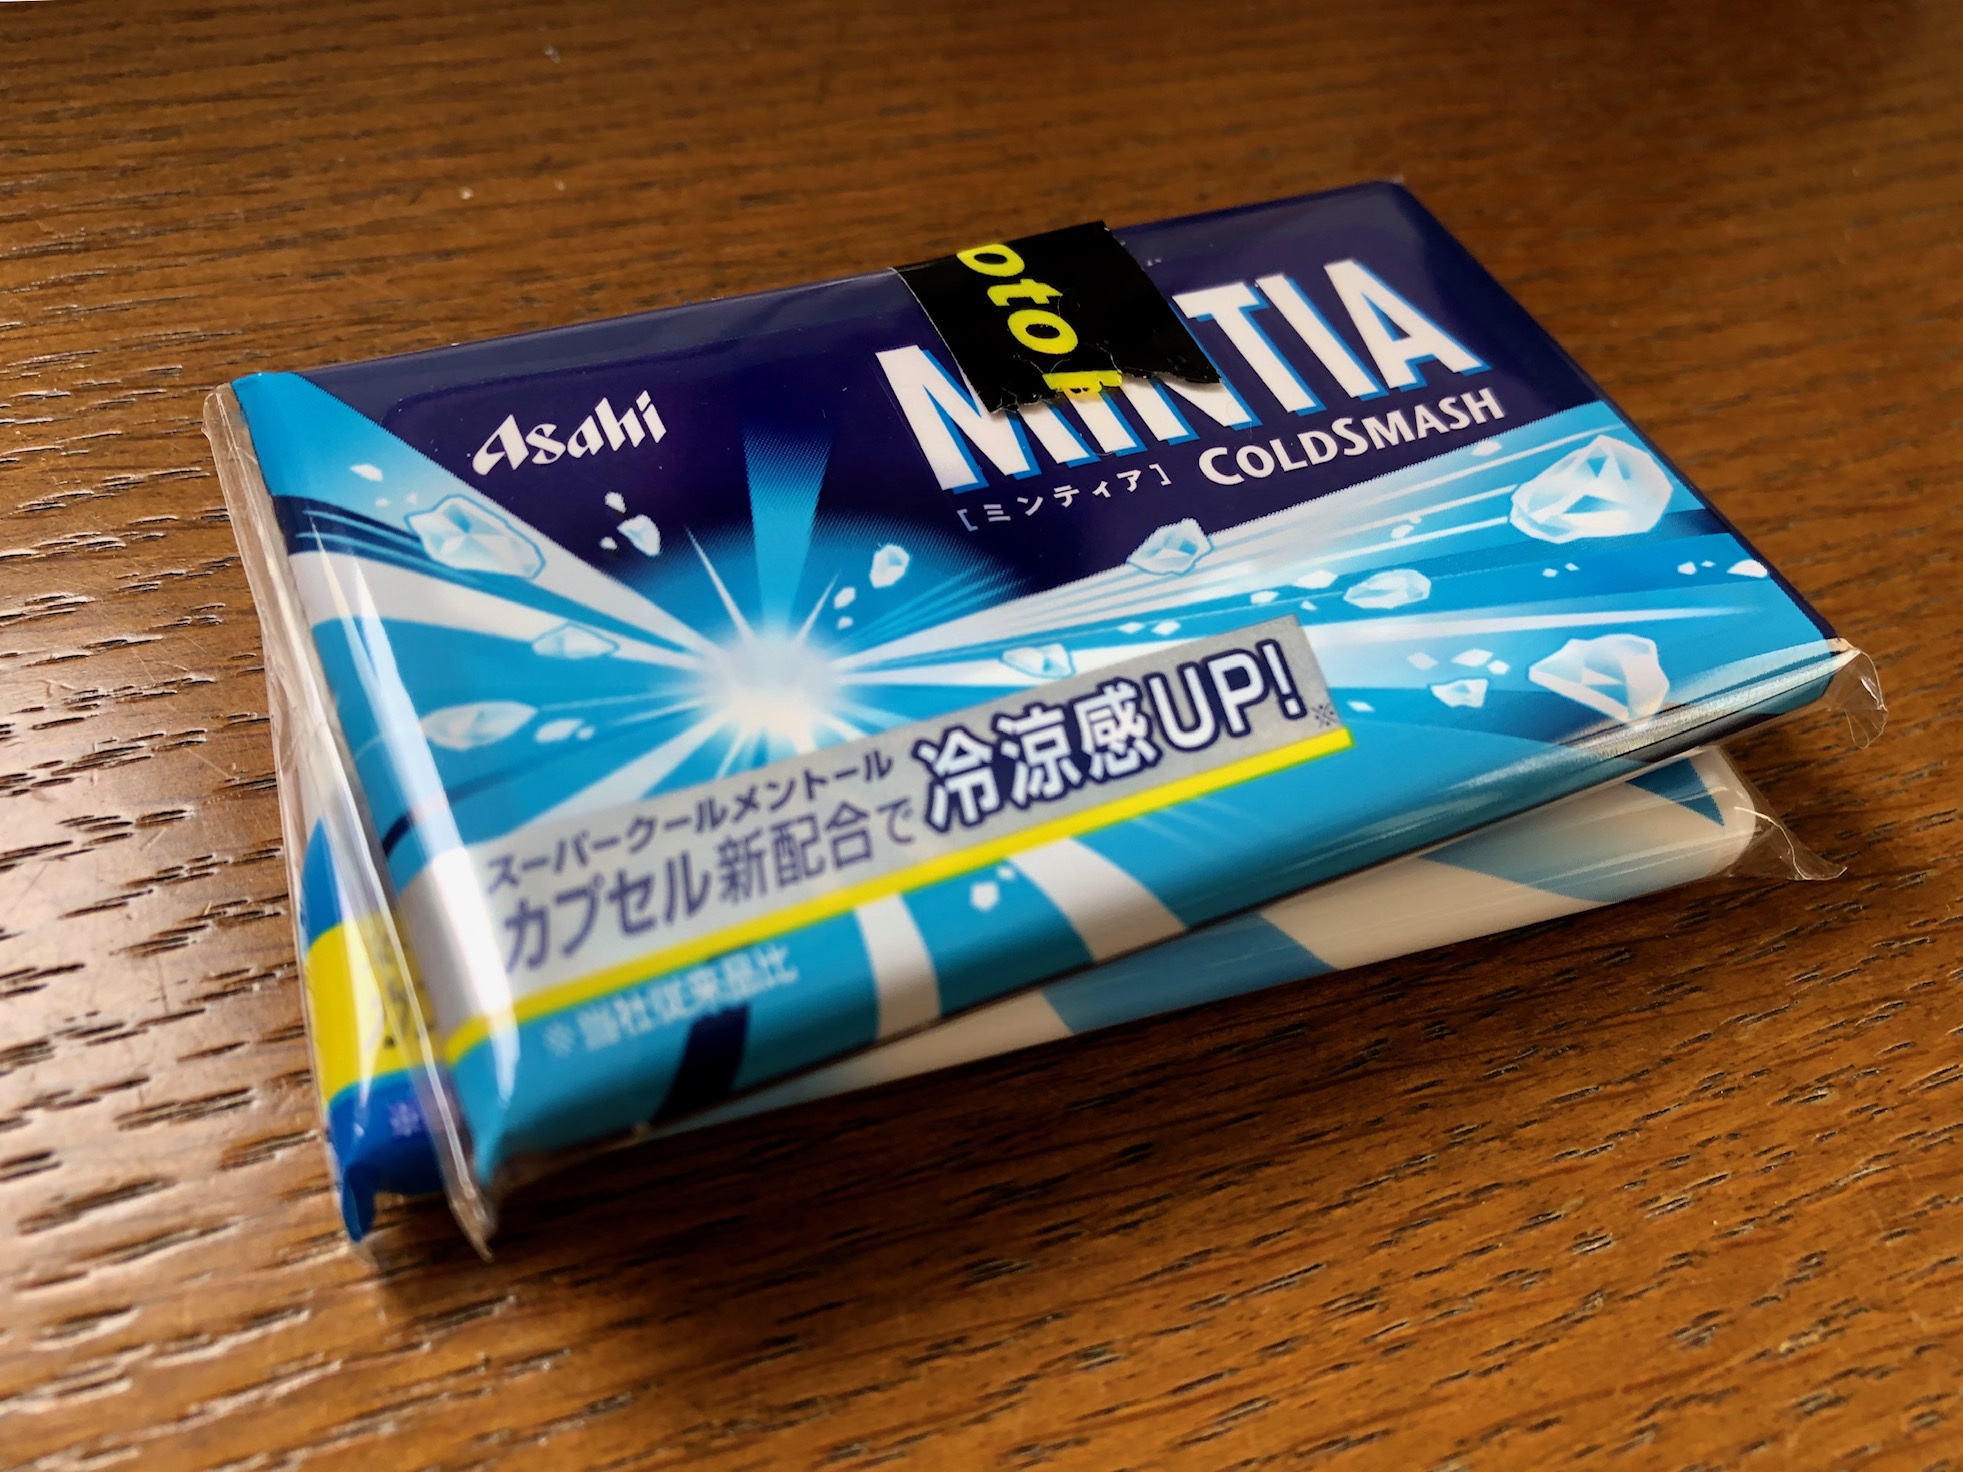 Asahi
MINTIA
[ミンティア] COLDSMASH
スーパークールメントール
カプセル新配合で冷涼感UP!※
※当社従来品比